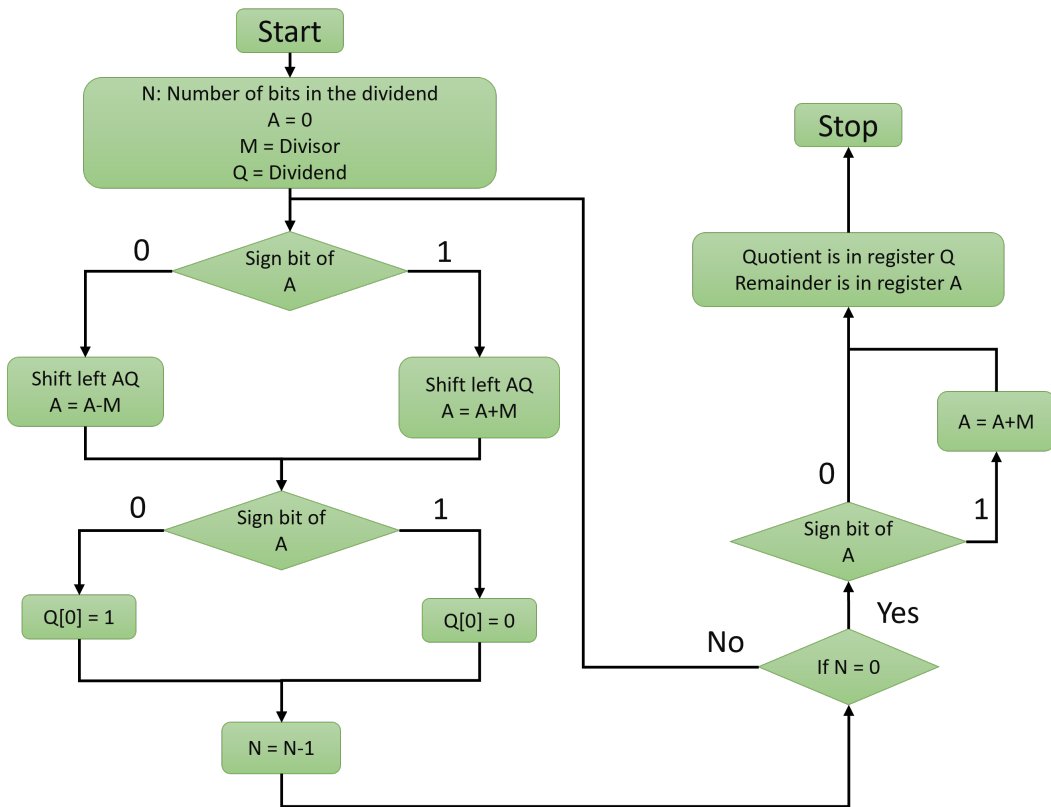 Start
N: Number of bits in the dividend
A = 0
M = Divisor
Q = Dividend
0
Sign bit of
A
1
Shift left AQ
A = A-M
Shift left AQ
A = A+M
0
Sign bit of
A
1
Q[0] = 1
Q[0] = 0
N = N-1
If N = 0
No
Yes
Sign bit of
A
0
1
A = A+M
Quotient is in register Q
Remainder is in register A
Stop